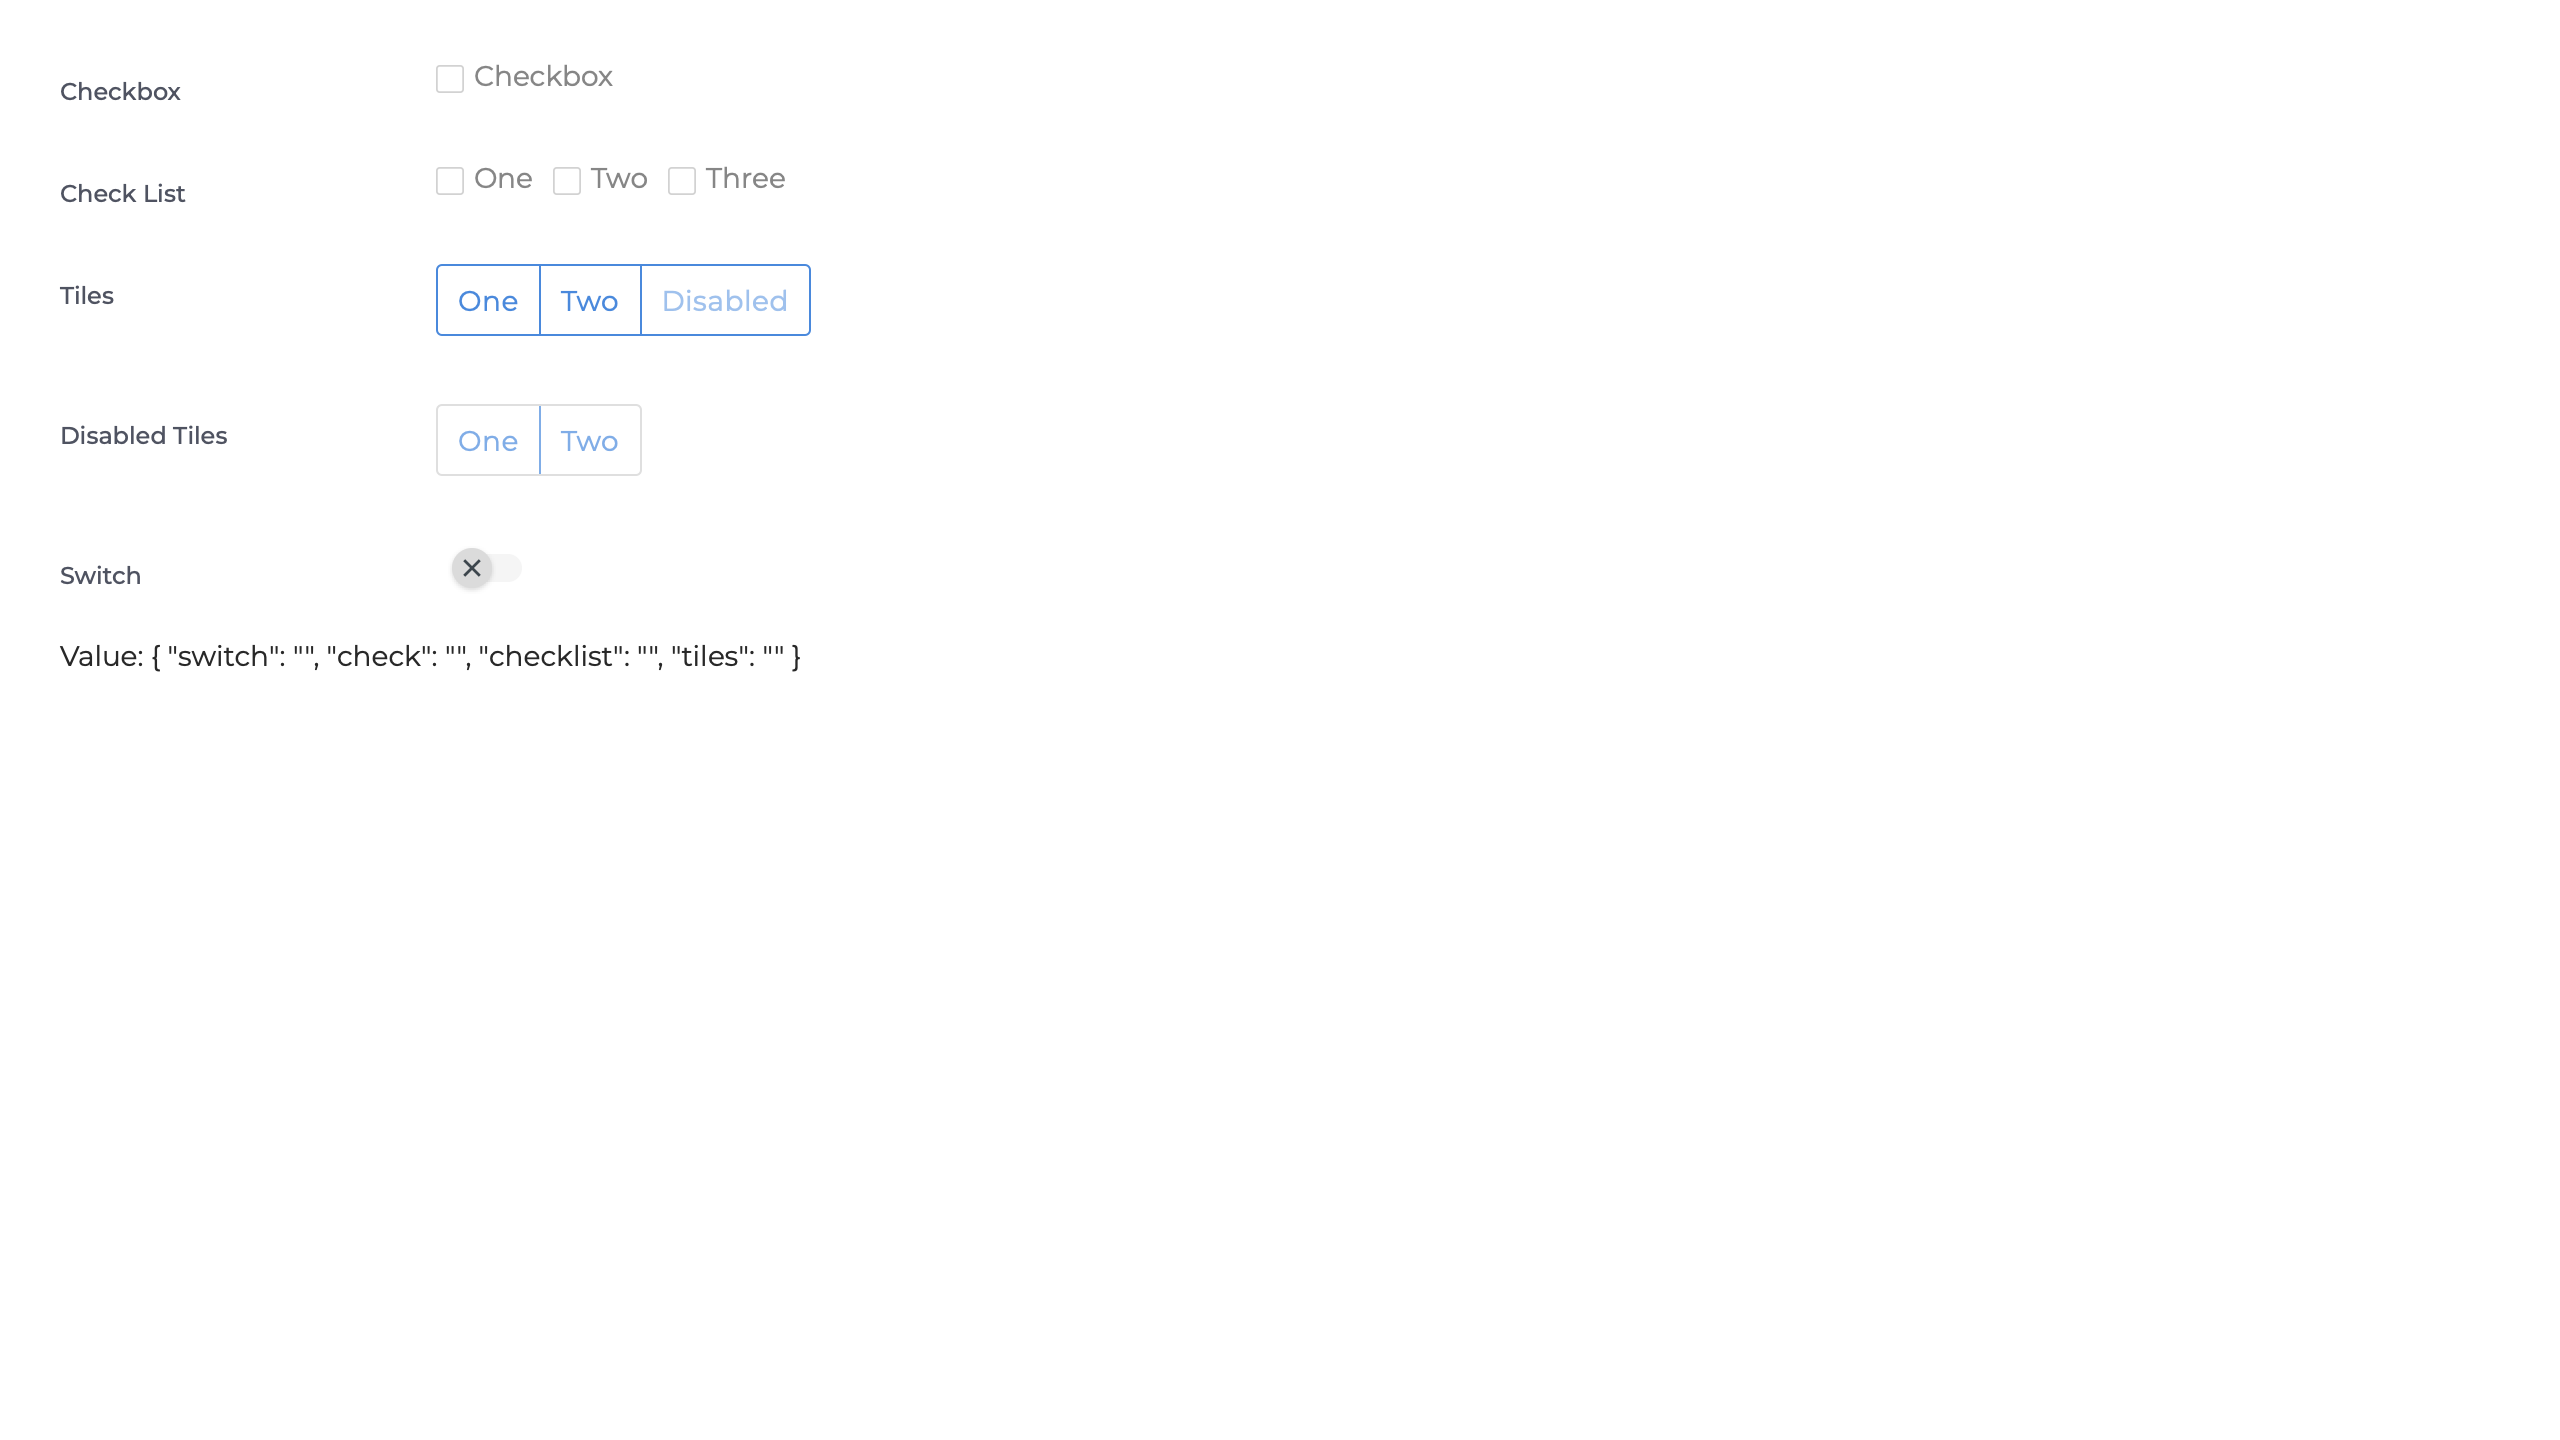 Checkbox Checkbox
Check List One Two Three
Tiles One Two Disabled
Disabled Tiles One Two
Switch
Value: { "switch": "", "check": "", "checklist": "", "tiles": "" }